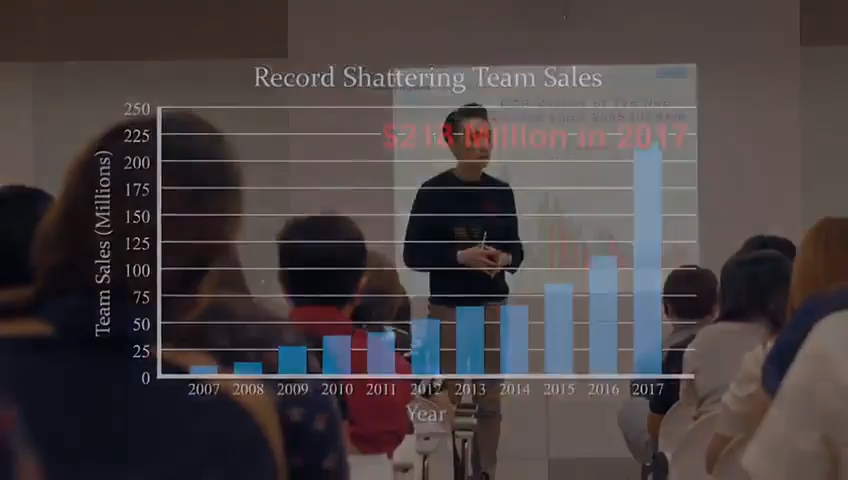 Record Shattering Team Sales
$218 Million in 2017
Team Sales (Millions)
250
225
200
175
150
125
100
75
50
25
0
2007 2008 2009 2010 2011 2012 2013 2014 2015 2016 2017
Year